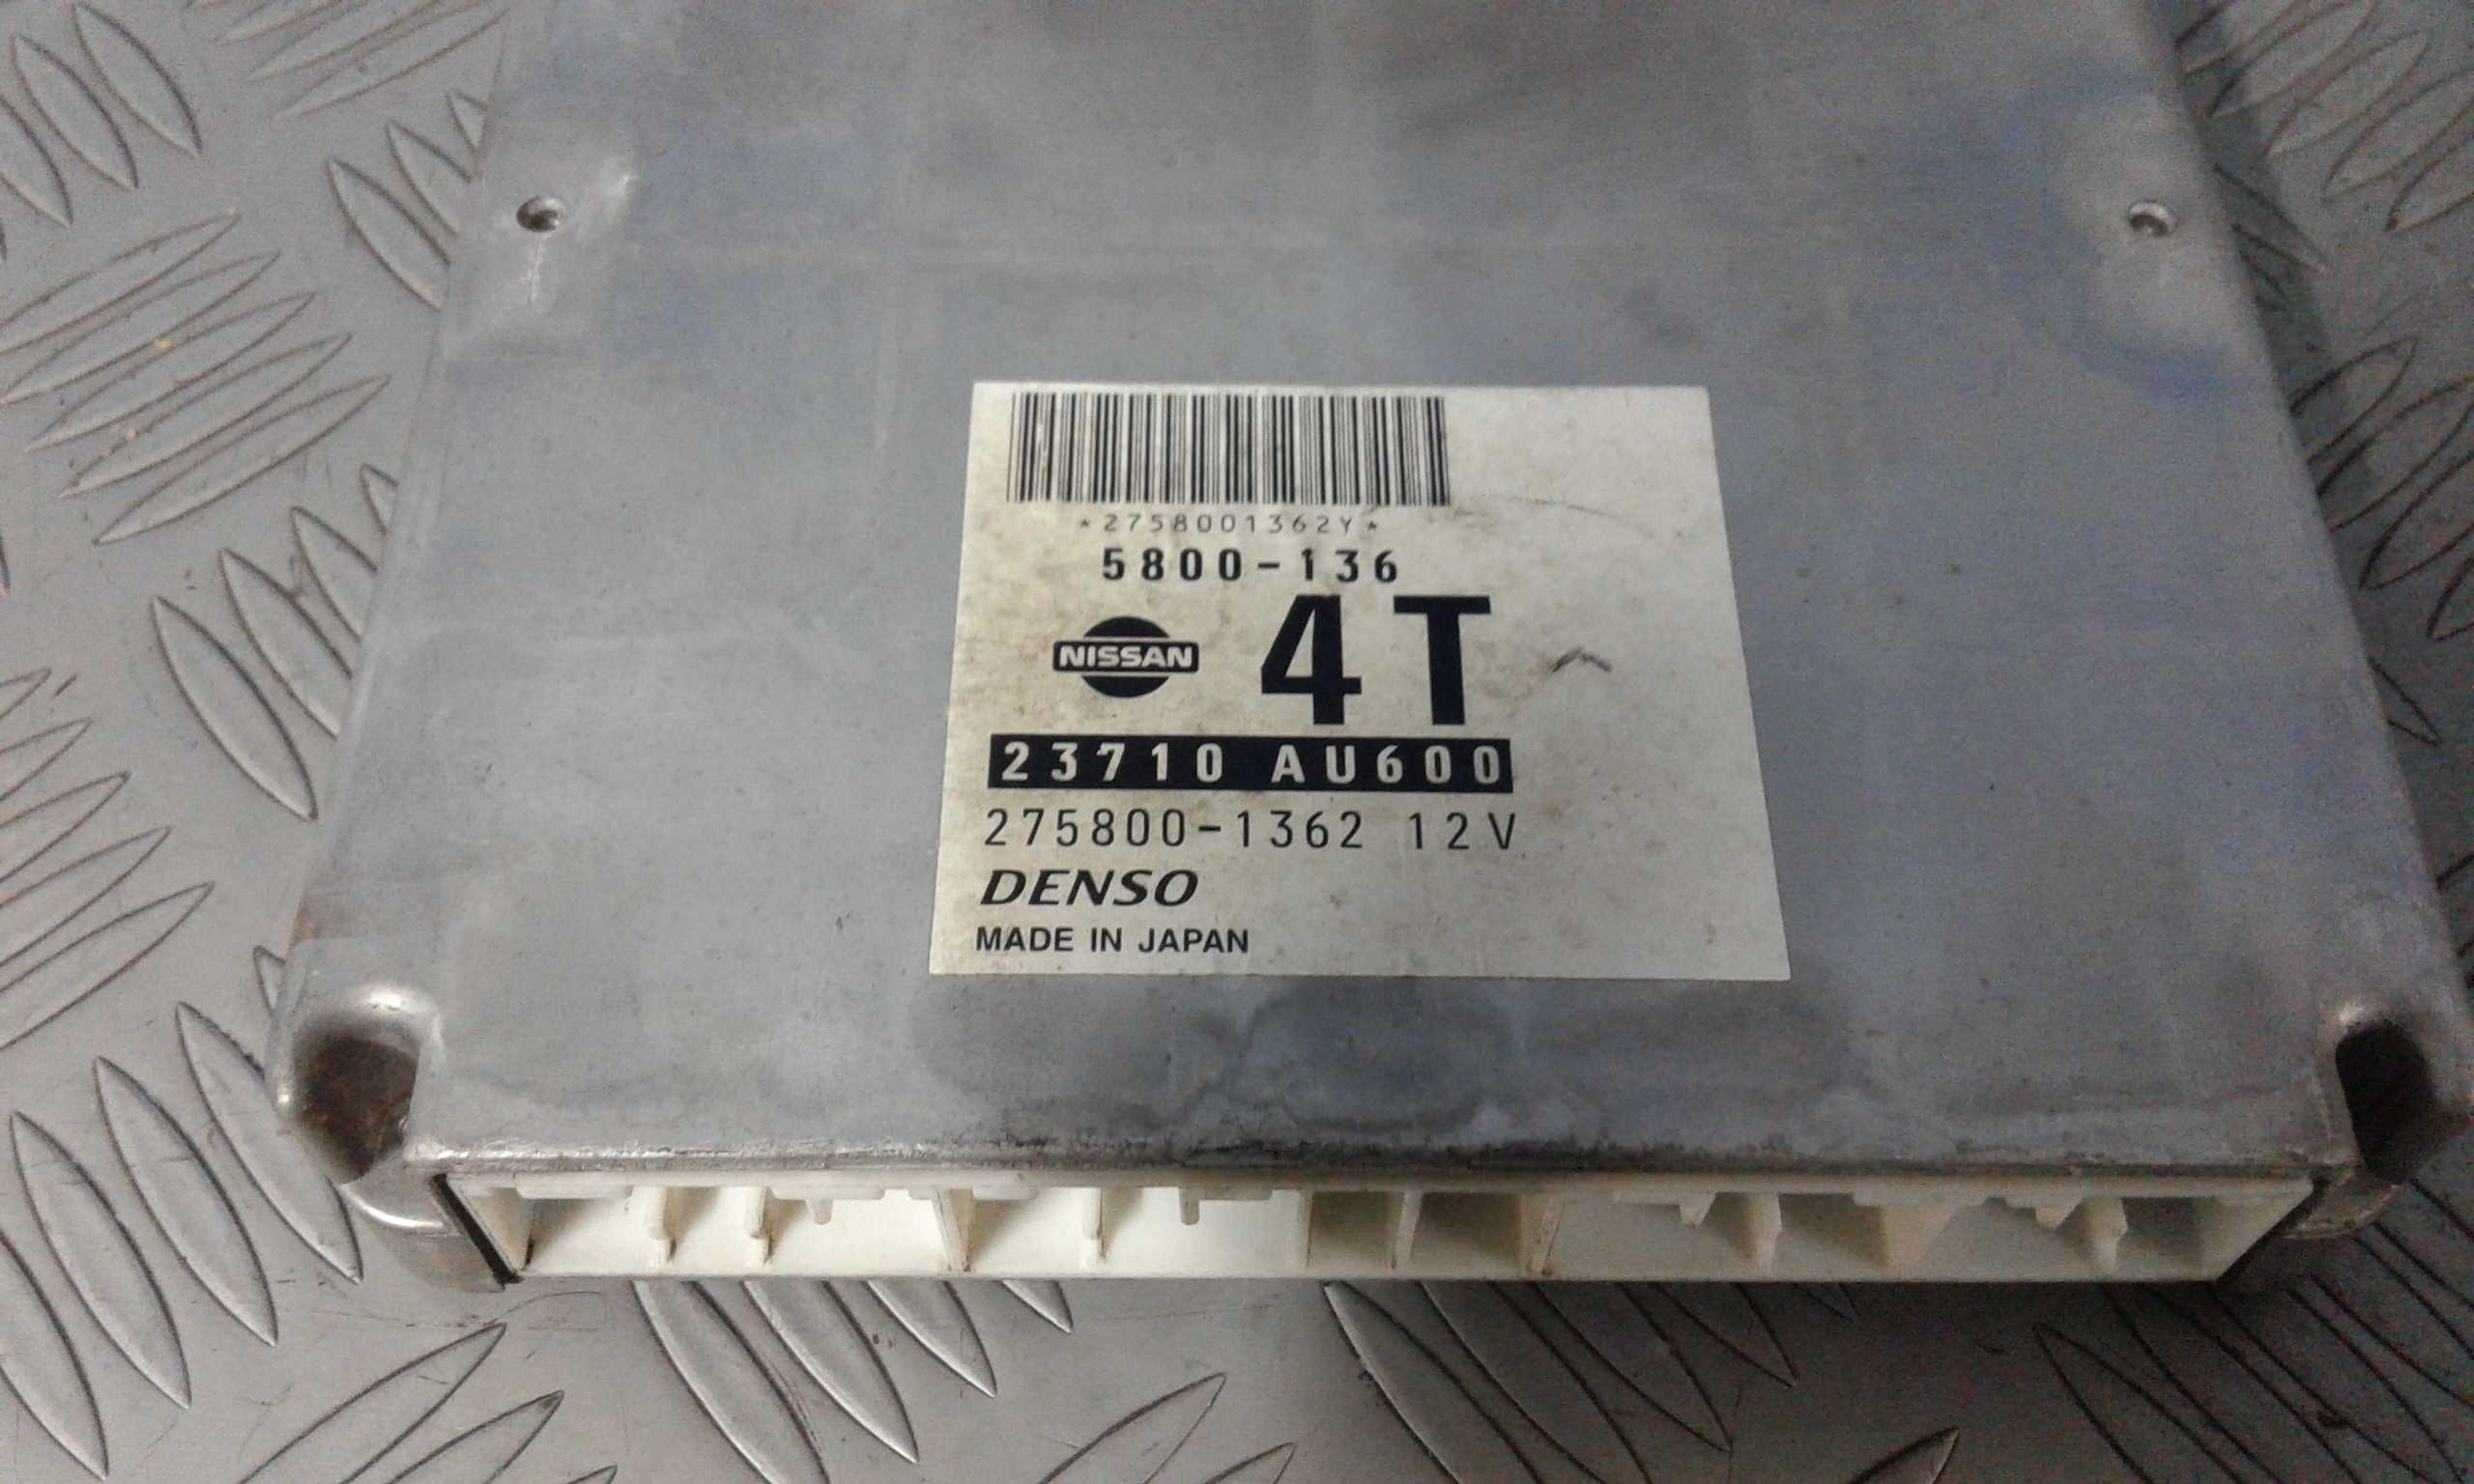 *2758001362Y*
5800-136
NISSAN 4T
23710 AU600
275800-1362 12V
DENSO
MADE IN JAPAN